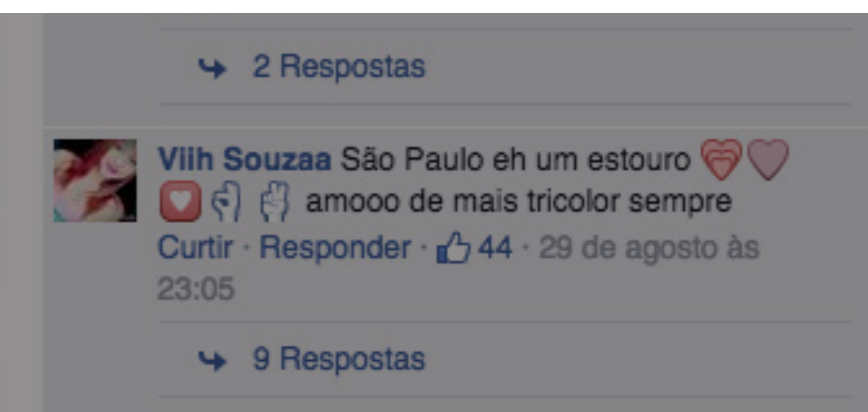 2 Respostas
Viih Souzaa São Paulo eh um estouro
amooo de mais tricolor sempre
Curtir · Responder · 44 · 29 de agosto às
23:05
9 Respostas